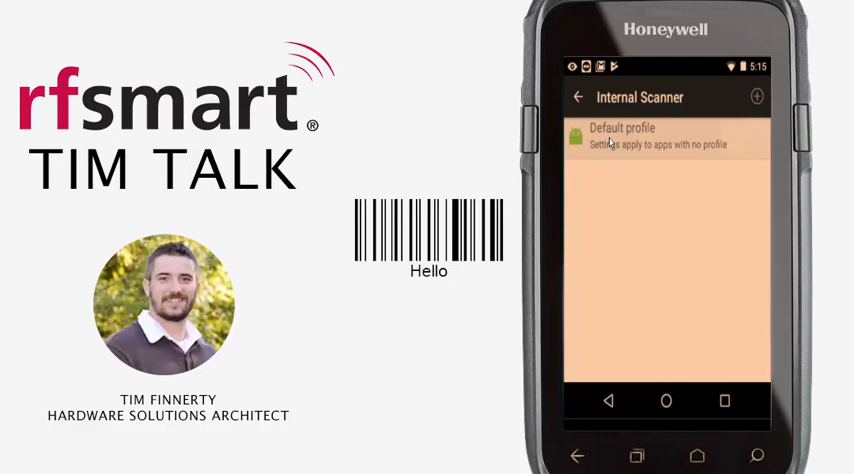 rfsmart®
TIM TALK
TIM FINNERTY
HARDWARE SOLUTIONS ARCHITECT
Hello
Honeywell
5:15
Internal Scanner
Default profile
Settings apply to apps with no profile